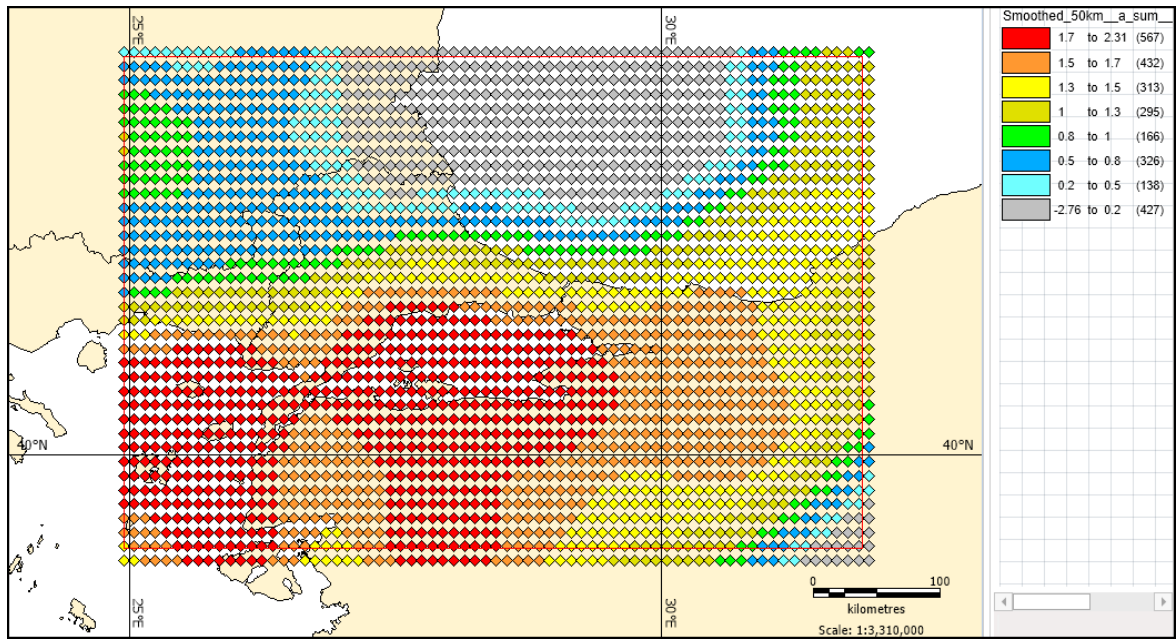 25°E
30°E
40°N
40°N
25°E
30°E
0 100
kilometres
Scale: 1:3,310,000
Smoothed_50km__a_sum__
1.7 to 2.31 (567)
1.5 to 1.7 (432)
1.3 to 1.5 (313)
1 to 1.3 (295)
0.8 to 1 (166)
0.5 to 0.8 (326)
0.2 to 0.5 (138)
-2.76 to 0.2 (427)